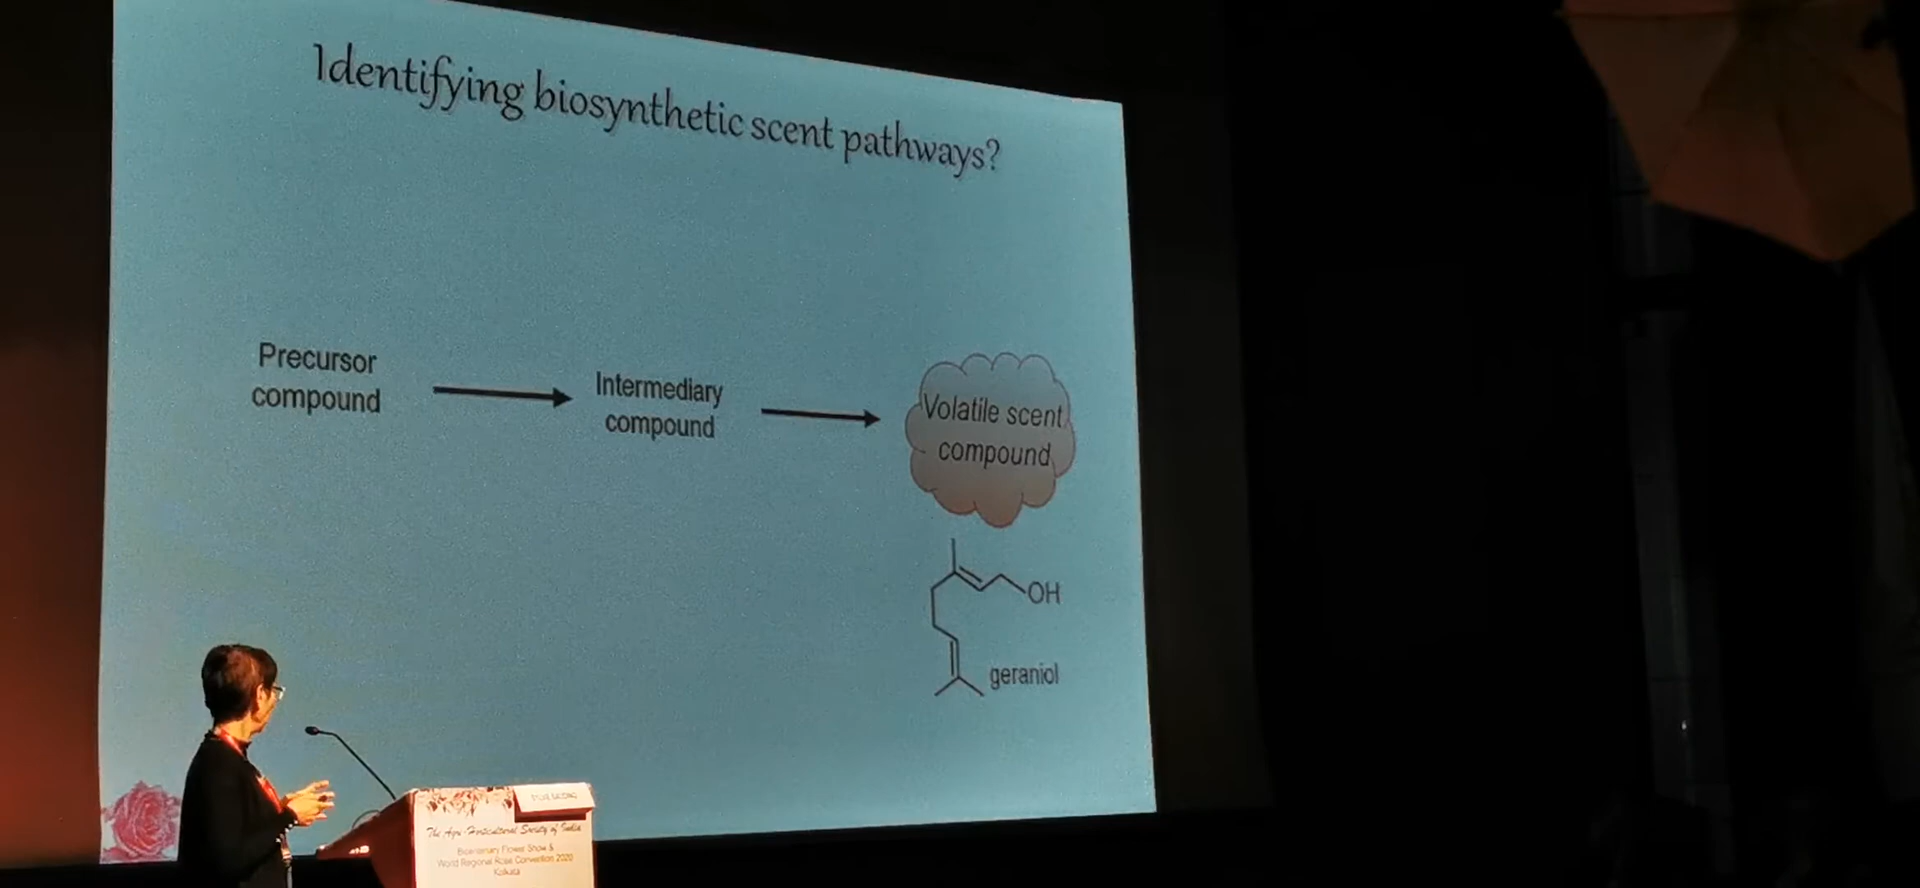 Identifying biosynthetic scent pathways?
Precursor
compound
Intermediary
compound
Volatile scent
compound
OH
geraniol
The Agri-Horticultural Society of India
Bicentenary Flower Show &
World Regional Rose Convention 2020
Kolkata